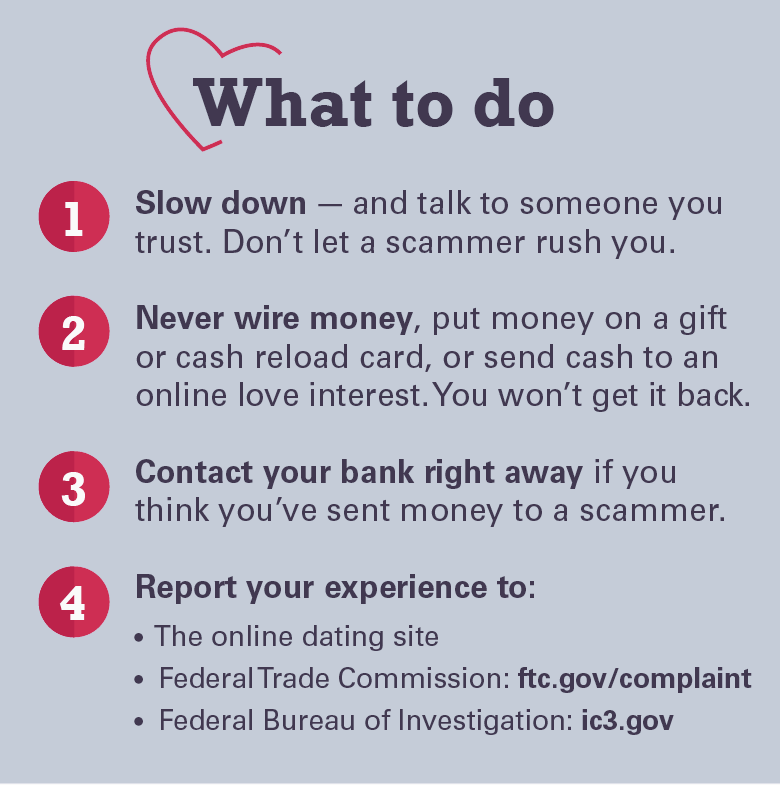 What to do
1
Slow down — and talk to someone you
trust. Don’t let a scammer rush you.
2
Never wire money, put money on a gift
or cash reload card, or send cash to an
online love interest. You won’t get it back.
3
Contact your bank right away if you
think you’ve sent money to a scammer.
4
Report your experience to:
• The online dating site
• Federal Trade Commission: ftc.gov/complaint
• Federal Bureau of Investigation: ic3.gov